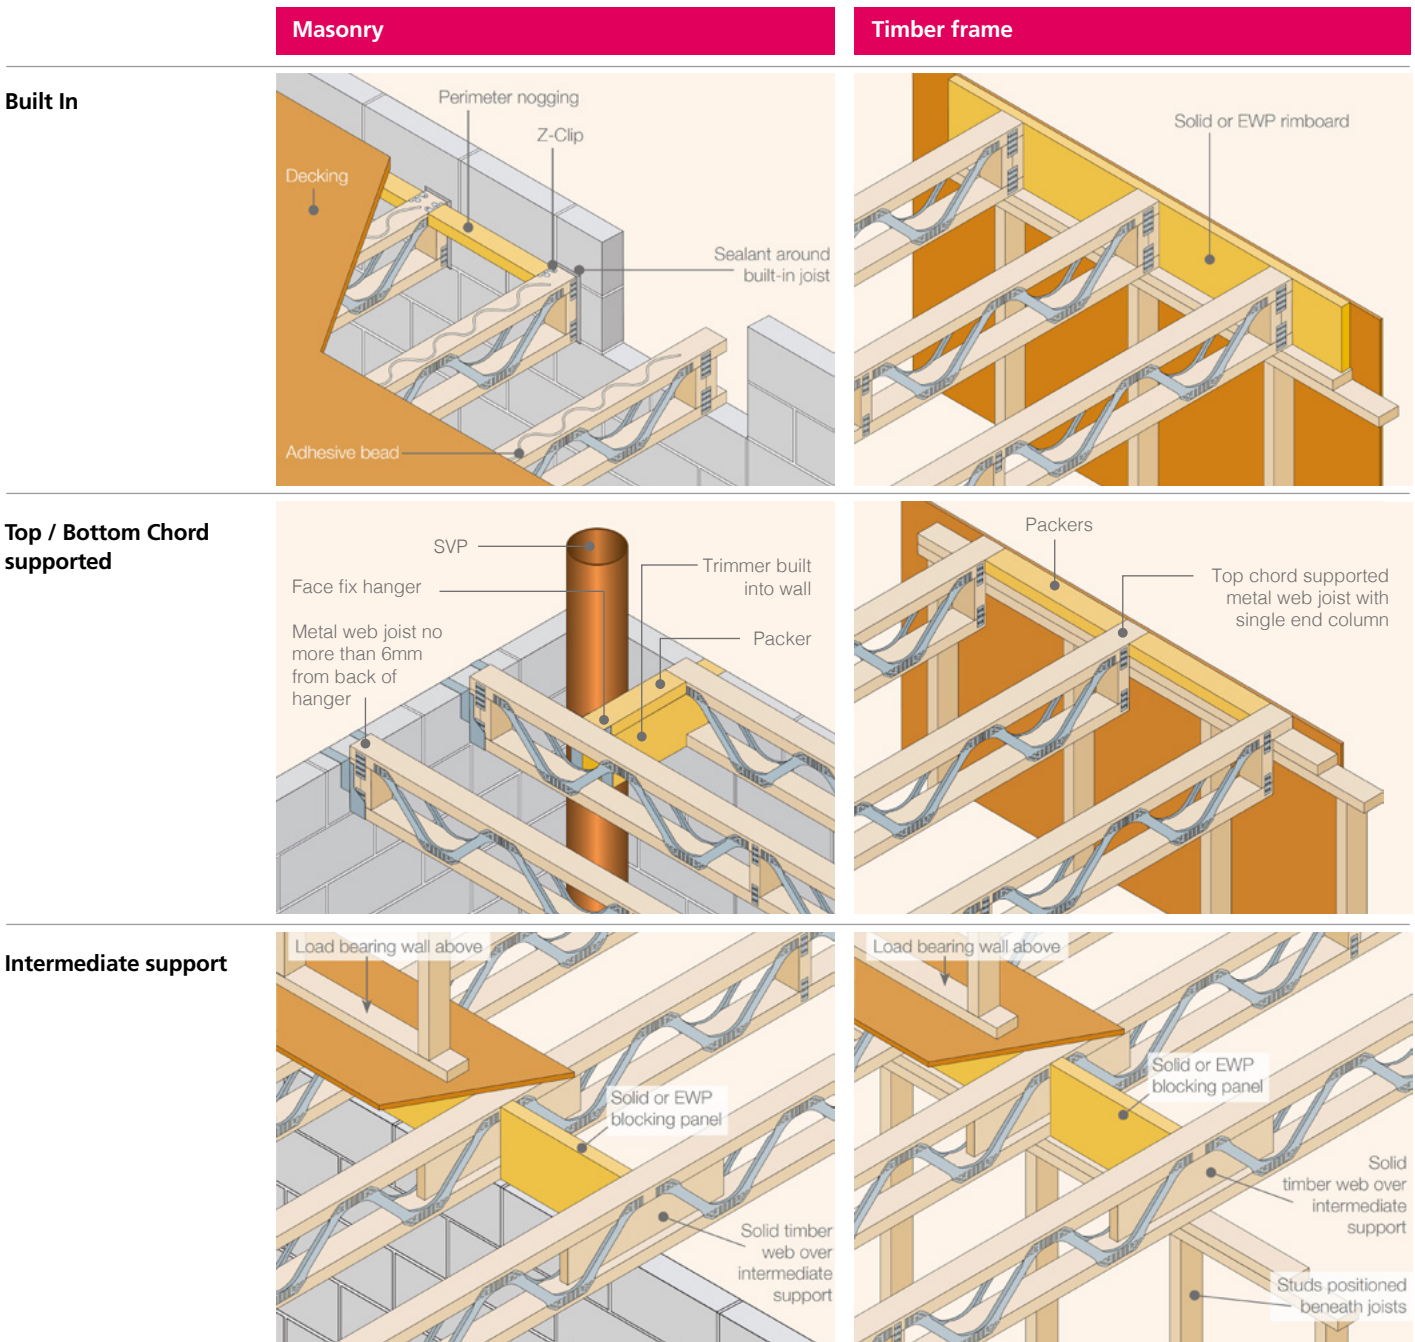 Masonry
Timber frame
Built In
Perimeter nogging
Z-Clip
Decking
Sealant around
built-in joist
Adhesive bead
Solid or EWP rimboard
Top / Bottom Chord
supported
SVP
Face fix hanger
Metal web joist no
more than 6mm
from back of
hanger
Trimmer built
into wall
Packer
Packers
Top chord supported
metal web joist with
single end column
Intermediate support
Load bearing wall above
Solid or EWP
blocking panel
Solid timber
web over
intermediate
support
Load bearing wall above
Solid or EWP
blocking panel
Solid
timber web over
intermediate
support
Studs positioned
beneath joists